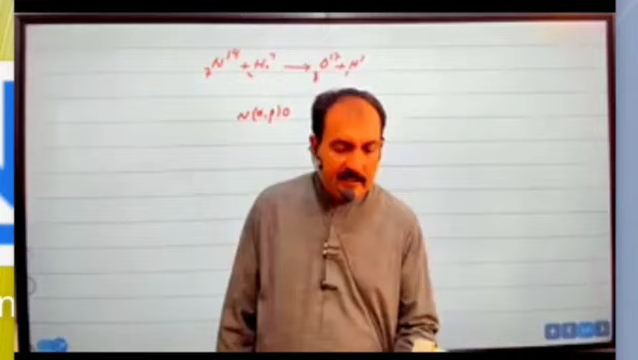 ₇N¹⁴ + ₂He⁴ → ₈O¹⁷ + ₁H¹
N(α,p)O
n